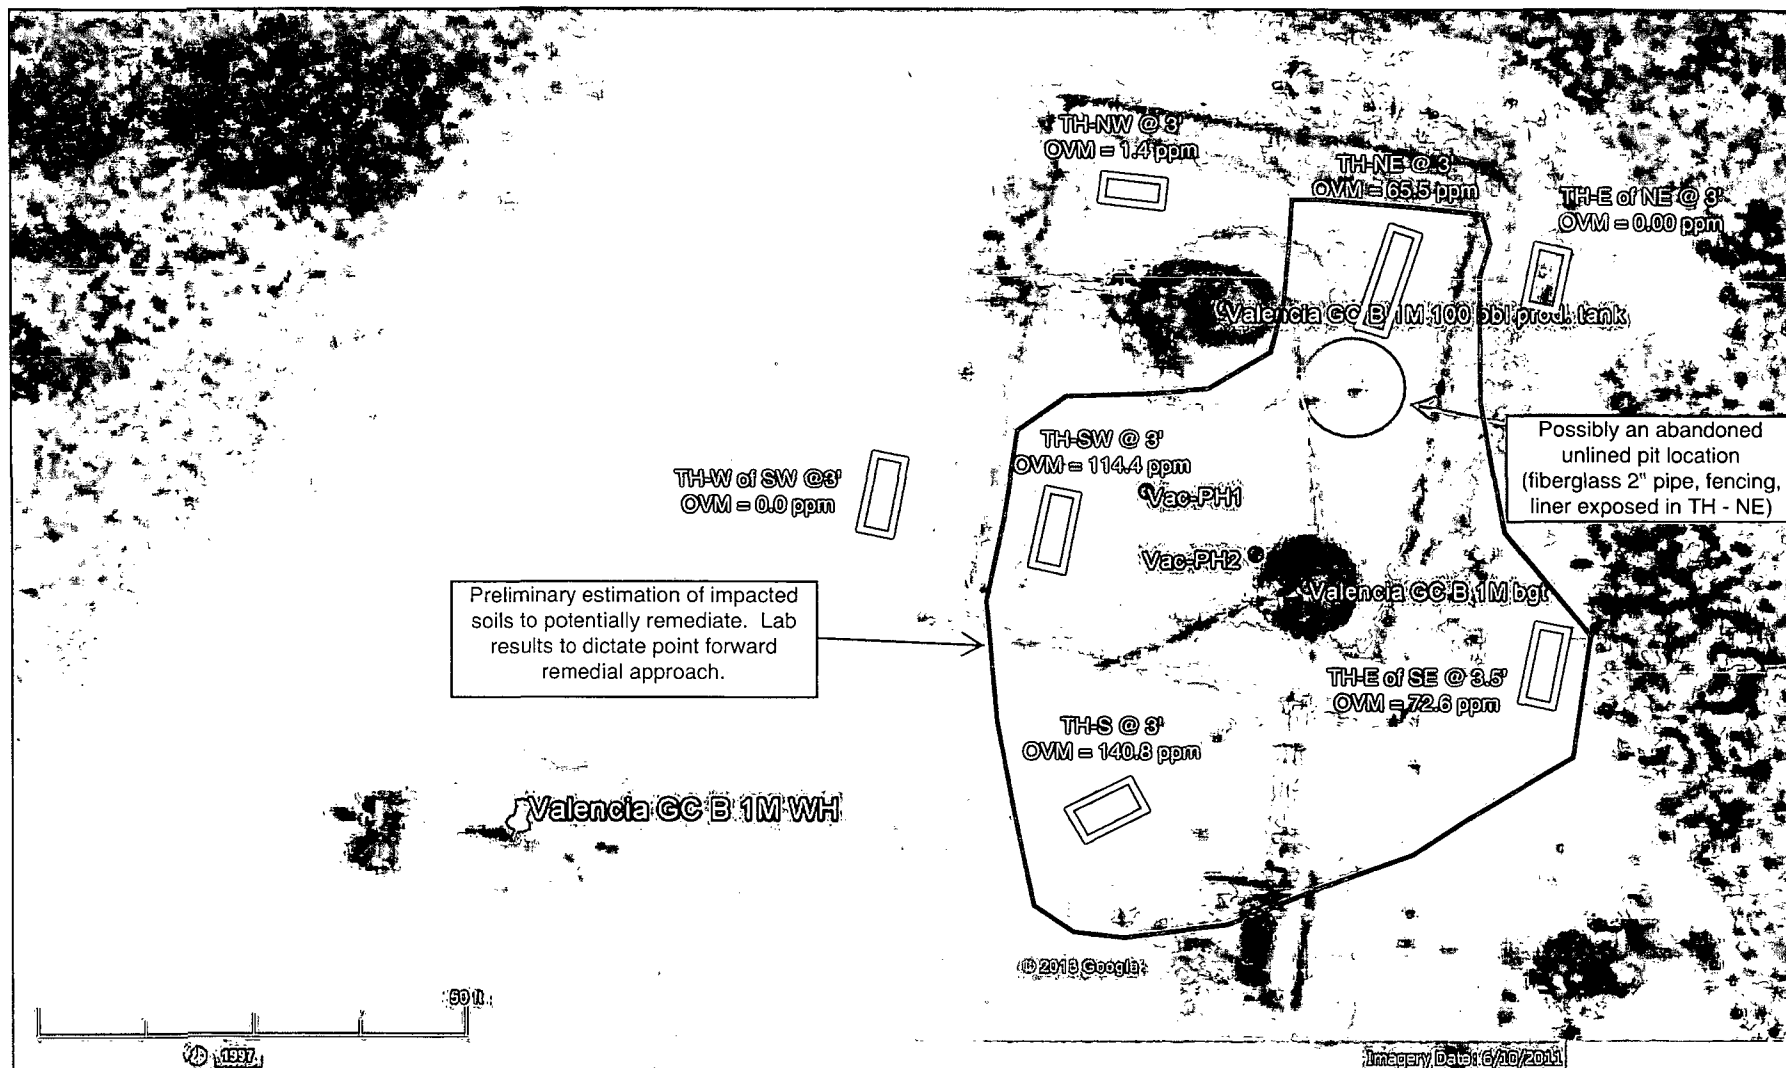 TH-NW @ 3'
OVM = 1.4 ppm
TH-NE @ 3'
OVM = 65.5 ppm
TH-E of NE @ 3'
OVM = 0.00 ppm
Valencia GC B 1M 100 bbl prod. tank
Possibly an abandoned
unlined pit location
(fiberglass 2" pipe, fencing,
liner exposed in TH - NE)
TH-SW @ 3'
OVM = 114.4 ppm
TH-W of SW @3'
OVM = 0.0 ppm
Vac-PH1
Vac-PH2
Valencia GC B 1M bgt
Preliminary estimation of impacted
soils to potentially remediate. Lab
results to dictate point forward
remedial approach.
TH-E of SE @ 3.5'
OVM = 72.6 ppm
TH-S @ 3'
OVM = 140.8 ppm
Valencia GC B 1M WH
© 2013 Google
50 ft
1997
Imagery Date: 6/10/2011